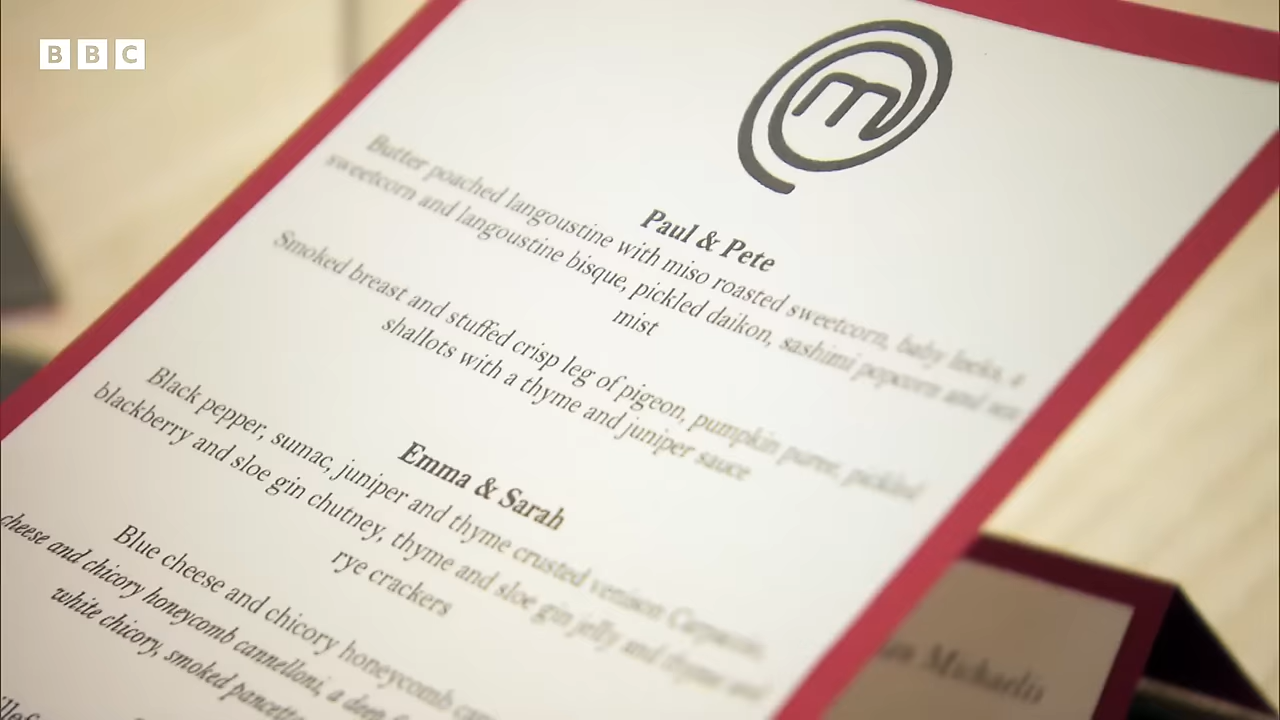 BBC
m
Paul & Pete
Butter poached langoustine with miso roasted sweetcorn, baby leeks, a
sweetcorn and langoustine bisque, pickled daikon, sashimi popcorn and sea
mist
Smoked breast and stuffed crisp leg of pigeon, pumpkin puree, pickled
shallots with a thyme and juniper sauce
Emma & Sarah
Black pepper, sumac, juniper and thyme crusted venison Carpaccio,
blackberry and sloe gin chutney, thyme and sloe gin jelly and thyme and
rye crackers
Blue cheese and chicory honeycomb
cheese and chicory honeycomb cannelloni, a deep
white chicory, smoked pancetta
Michaelis